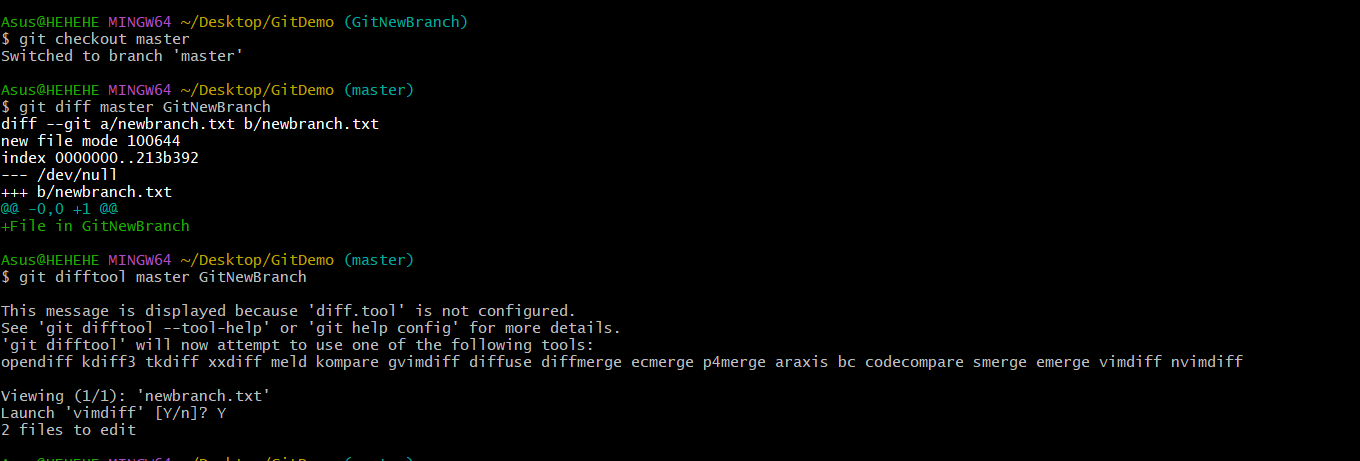 Asus@HEHEHE MINGW64 ~/Desktop/GitDemo (GitNewBranch)
$ git checkout master
Switched to branch 'master'
Asus@HEHEHE MINGW64 ~/Desktop/GitDemo (master)
$ git diff master GitNewBranch
diff --git a/newbranch.txt b/newbranch.txt
new file mode 100644
index 0000000..213b392
--- /dev/null
+++ b/newbranch.txt
@@ -0,0 +1 @@
+File in GitNewBranch
Asus@HEHEHE MINGW64 ~/Desktop/GitDemo (master)
$ git difftool master GitNewBranch
This message is displayed because 'diff.tool' is not configured.
See 'git difftool --tool-help' or 'git help config' for more details.
'git difftool' will now attempt to use one of the following tools:
opendiff kdiff3 tkdiff xxdiff meld kompare gvimdiff diffuse diffmerge ecmerge p4merge araxis bc codecompare smerge emerge vimdiff nvimdiff
Viewing (1/1): 'newbranch.txt'
Launch 'vimdiff' [Y/n]? Y
2 files to edit
Asus@HEHEHE MINGW64 ~/Desktop/GitDemo (master)